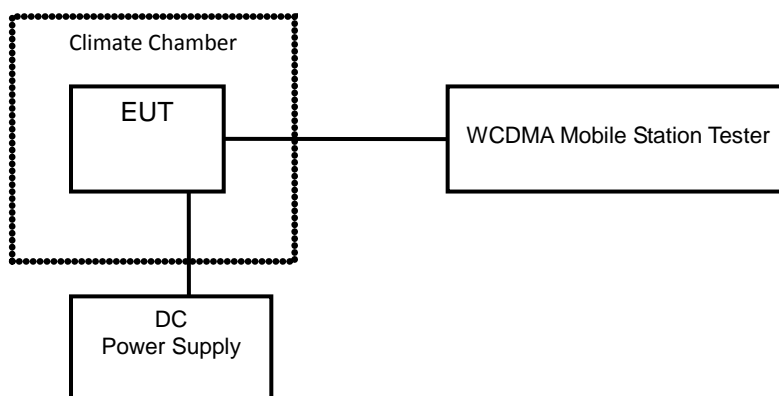 Climate Chamber
EUT
WCDMA Mobile Station Tester
DC
Power Supply